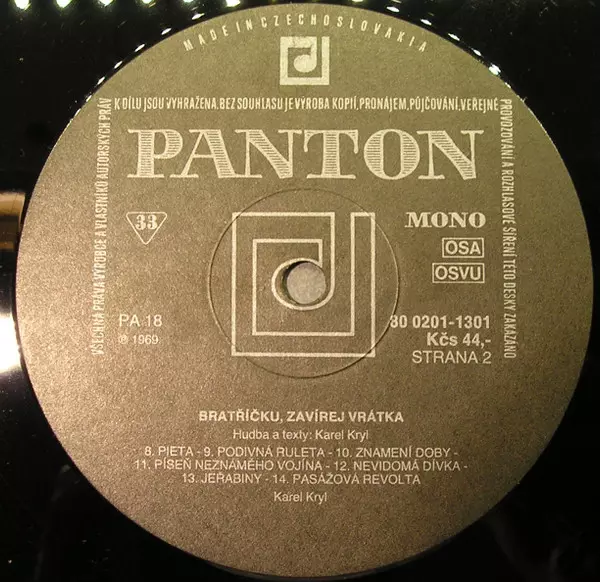 MADE IN CZECHOSLOVAKIA
VŠECHNA PRÁVA VÝROBCE A VLASTNÍKŮ AUTORSKÝCH PRÁV
K DÍLU JSOU VYHRAŽENA. BEZ SOUHLASU JE VÝROBA KOPIÍ, PRONÁJEM, PŮJČOVÁNÍ, VEŘEJNÉ
PROVOZOVÁNÍ A ROZHLASOVÉ ŠÍŘENÍ TÉTO DESKY ZAKÁZÁNO
PANTON
33
MONO
OSA
OSVU
PA 18
℗ 1969
80 0201-1301
Kčs 44,-
STRANA 2
BRATŘÍČKU, ZAVÍREJ VRÁTKA
Hudba a texty: Karel Kryl
8. PIETA - 9. PODIVNÁ RULETA - 10. ZNAMENÍ DOBY -
11. PÍSEŇ NEZNÁMÉHO VOJÍNA - 12. NEVIDOMÁ DÍVKA -
13. JEŘABINY - 14. PASÁŽOVÁ REVOLTA
Karel Kryl